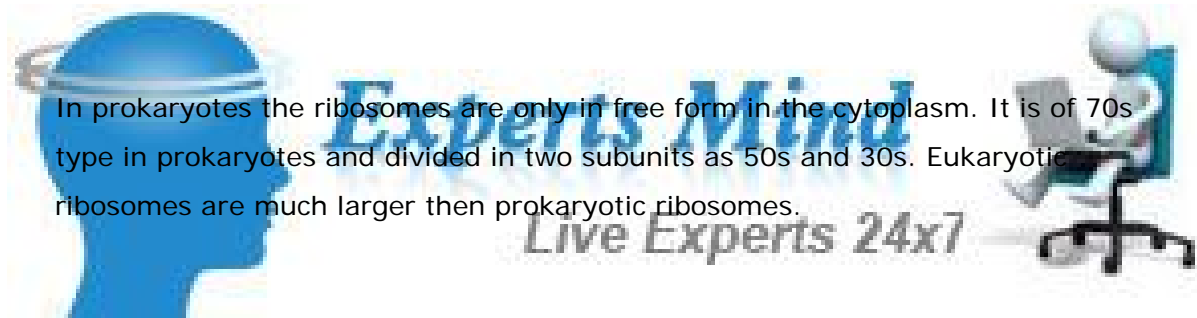 In prokaryotes the ribosomes are only in free form in the cytoplasm. It is of 70s
type in prokaryotes and divided in two subunits as 50s and 30s. Eukaryotic
ribosomes are much larger then prokaryotic ribosomes.
Experts Mind
Live Experts 24x7